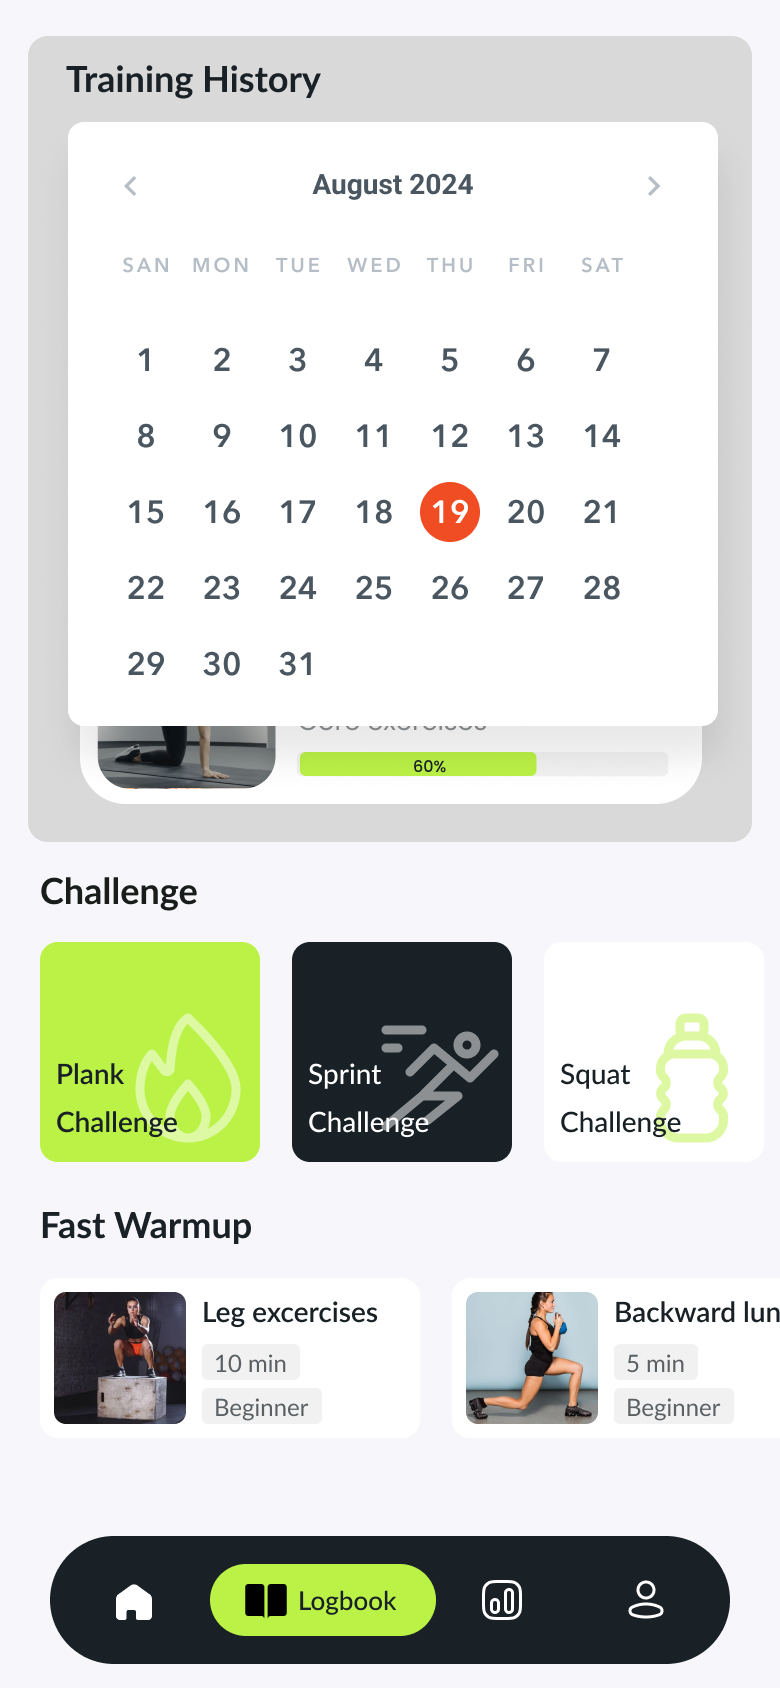 Training History
August 2024
SAN MON TUE WED THU FRI SAT
1 2 3 4 5 6 7
8 9 10 11 12 13 14
15 16 17 18 19 20 21
22 23 24 25 26 27 28
29 30 31
Core exercises
60%
Challenge
Plank
Challenge
Sprint
Challenge
Squat
Challenge
Fast Warmup
Leg excercises
10 min
Beginner
Backward lun
5 min
Beginner
Logbook